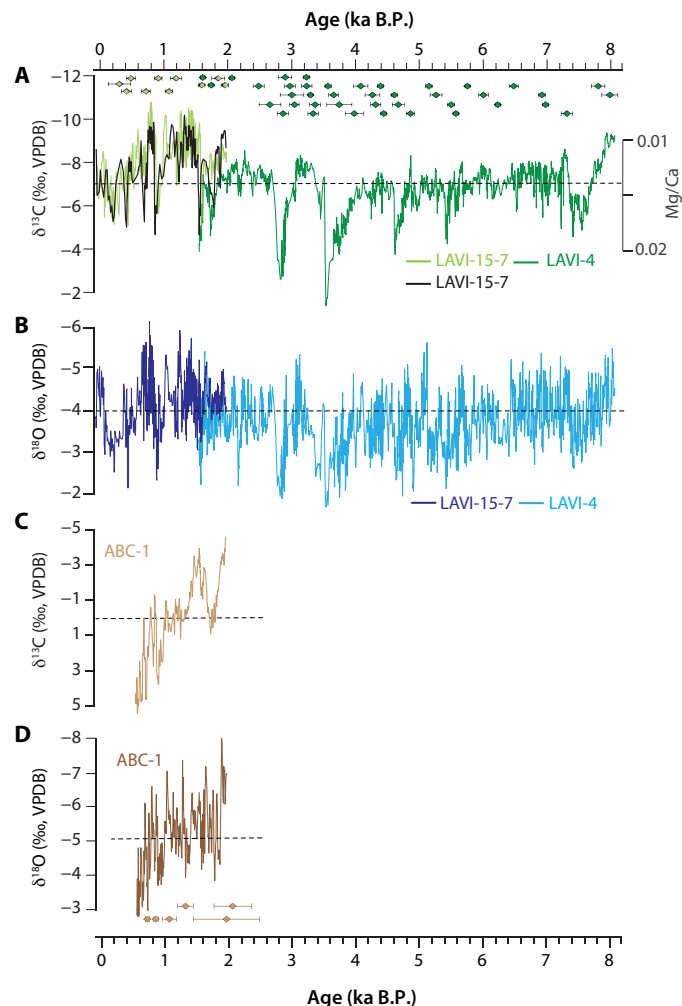 Age (ka B.P.)
0 1 2 3 4 5 6 7 8
A
−12
−10
−8
−6
−4
−2
δ¹³C (‰, VPDB)
0.01
0.02
Mg/Ca
LAVI-15-7 LAVI-4
LAVI-15-7
B
−6
−5
−4
−3
−2
δ¹⁸O (‰, VPDB)
LAVI-15-7 LAVI-4
C
ABC-1
−5
−3
−1
1
3
5
δ¹³C (‰, VPDB)
D
ABC-1
−8
−7
−6
−5
−4
−3
δ¹⁸O (‰, VPDB)
0 1 2 3 4 5 6 7 8
Age (ka B.P.)